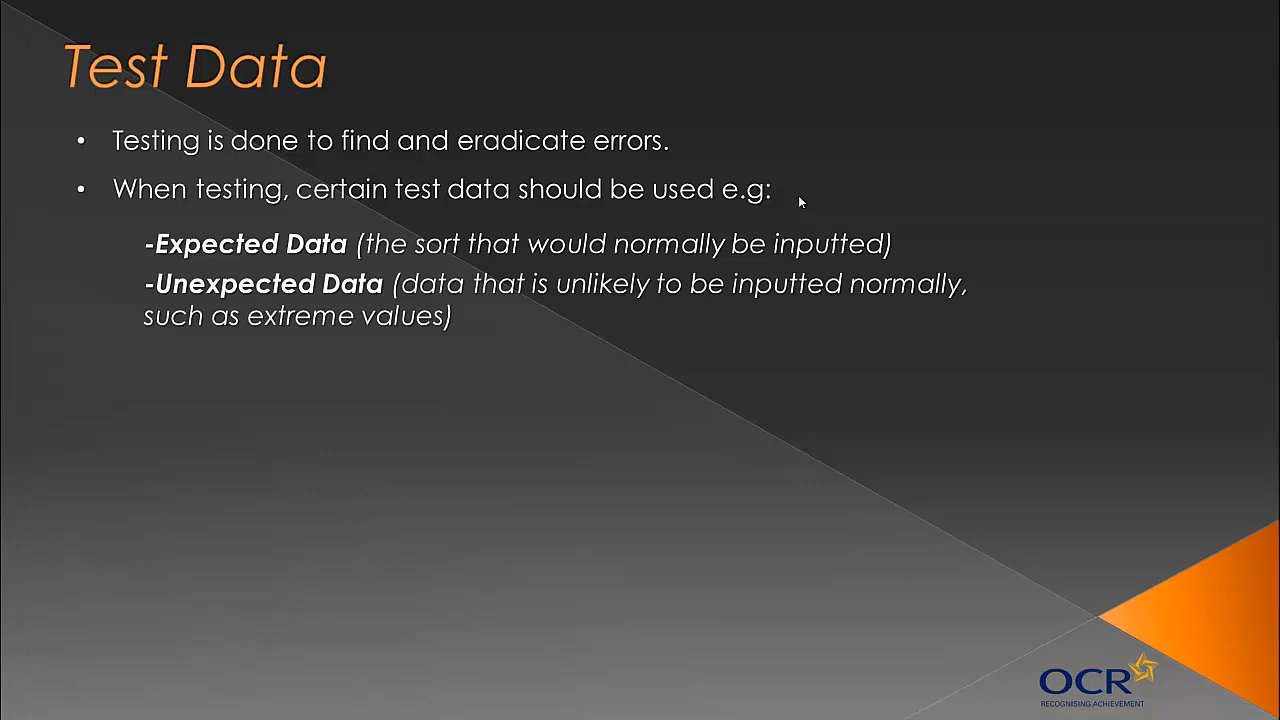 Test Data
• Testing is done to find and eradicate errors.
• When testing, certain test data should be used e.g:
-Expected Data (the sort that would normally be inputted)
-Unexpected Data (data that is unlikely to be inputted normally,
such as extreme values)
OCR
RECOGNISING ACHIEVEMENT